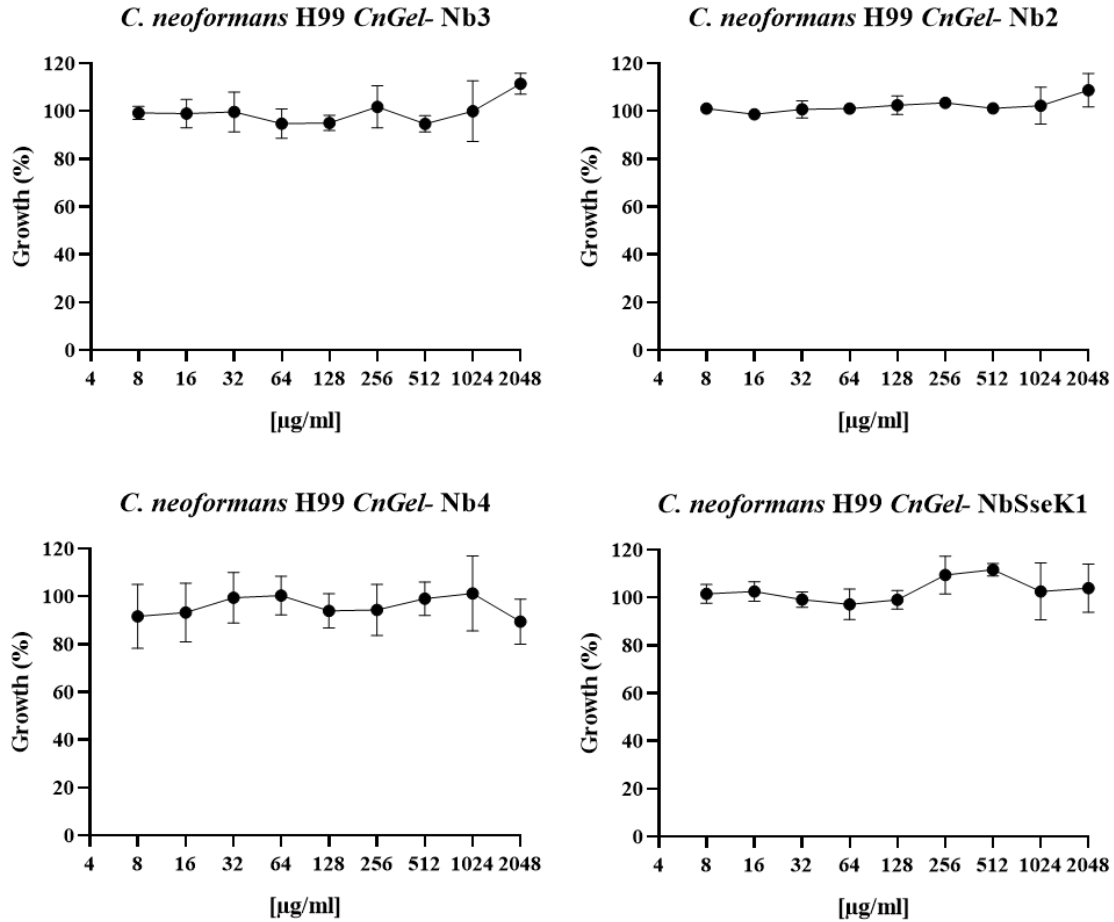 C. neoformans H99 CnGel- Nb3
Growth (%)
120
100
80
60
40
20
0
4 8 16 32 64 128 256 512 1024 2048
[µg/ml]
C. neoformans H99 CnGel- Nb2
Growth (%)
120
100
80
60
40
20
0
4 8 16 32 64 128 256 512 1024 2048
[µg/ml]
C. neoformans H99 CnGel- Nb4
Growth (%)
120
100
80
60
40
20
0
4 8 16 32 64 128 256 512 1024 2048
[µg/ml]
C. neoformans H99 CnGel- NbSseK1
Growth (%)
120
100
80
60
40
20
0
4 8 16 32 64 128 256 512 1024 2048
[µg/ml]